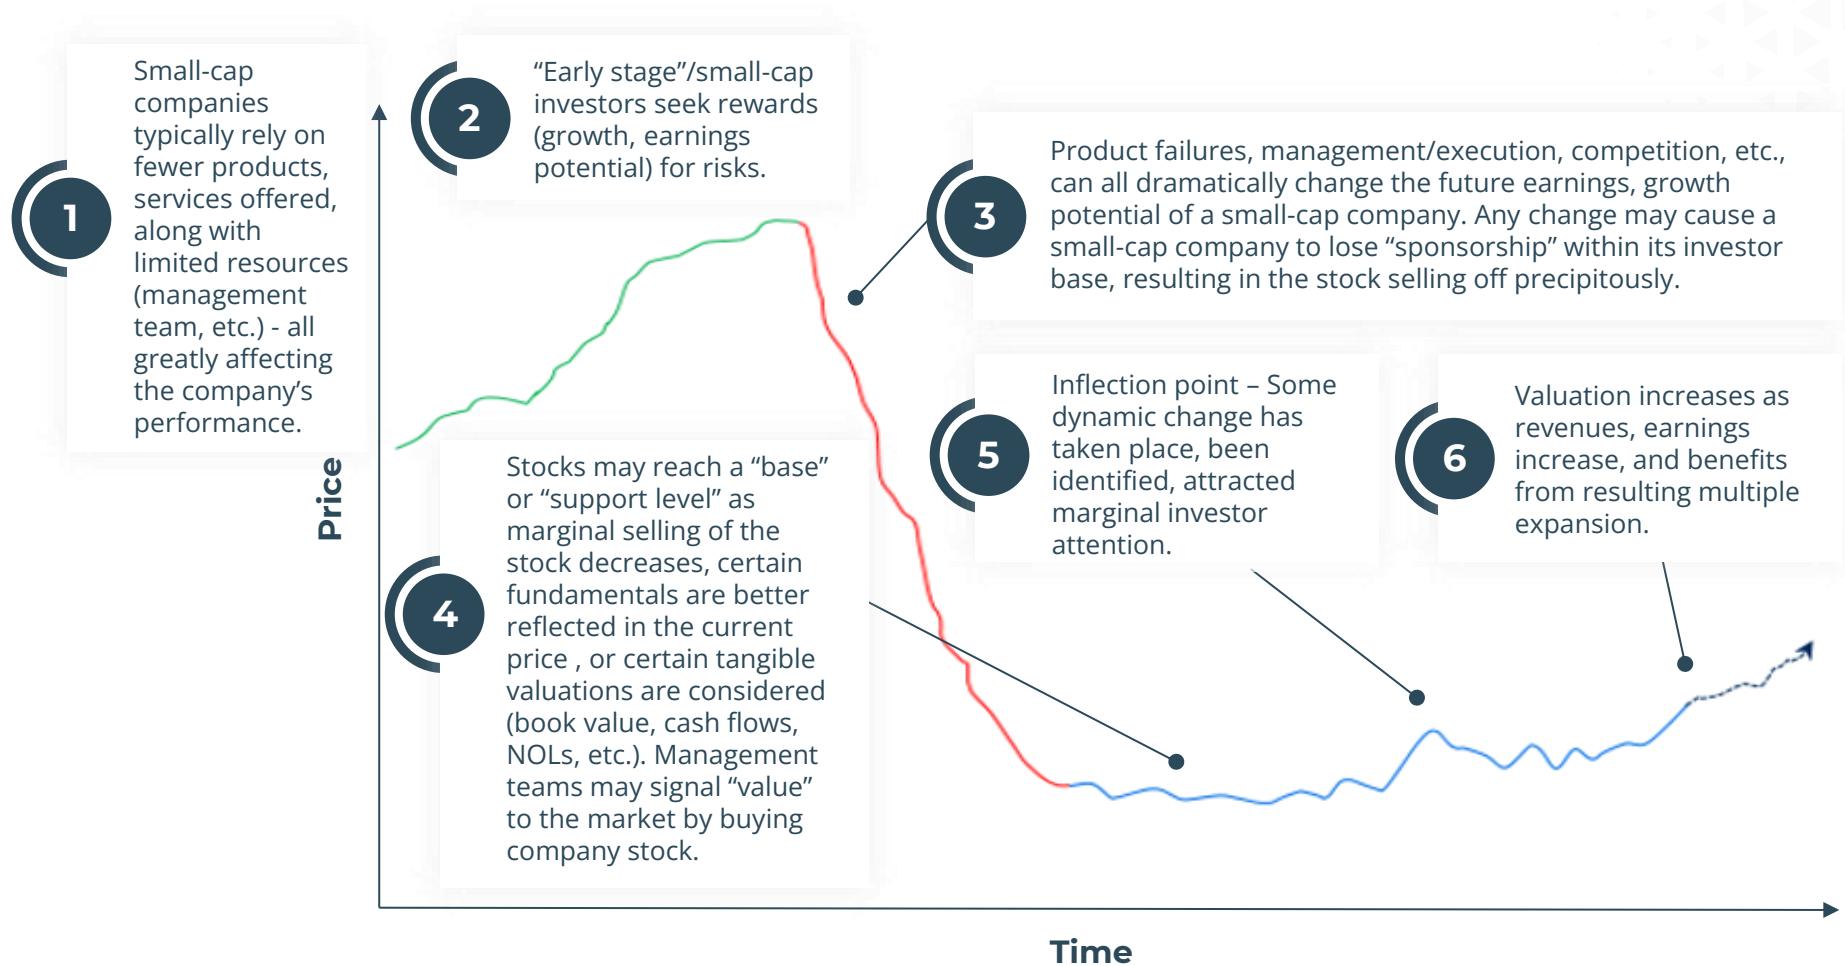 1
Small-cap
companies
typically rely on
fewer products,
services offered,
along with
limited resources
(management
team, etc.) - all
greatly affecting
the company’s
performance.
2
“Early stage”/small-cap
investors seek rewards
(growth, earnings
potential) for risks.
3
Product failures, management/execution, competition, etc.,
can all dramatically change the future earnings, growth
potential of a small-cap company. Any change may cause a
small-cap company to lose “sponsorship” within its investor
base, resulting in the stock selling off precipitously.
4
Stocks may reach a “base”
or “support level” as
marginal selling of the
stock decreases, certain
fundamentals are better
reflected in the current
price , or certain tangible
valuations are considered
(book value, cash flows,
NOLs, etc.). Management
teams may signal “value”
to the market by buying
company stock.
5
Inflection point – Some
dynamic change has
taken place, been
identified, attracted
marginal investor
attention.
6
Valuation increases as
revenues, earnings
increase, and benefits
from resulting multiple
expansion.
Price
Time